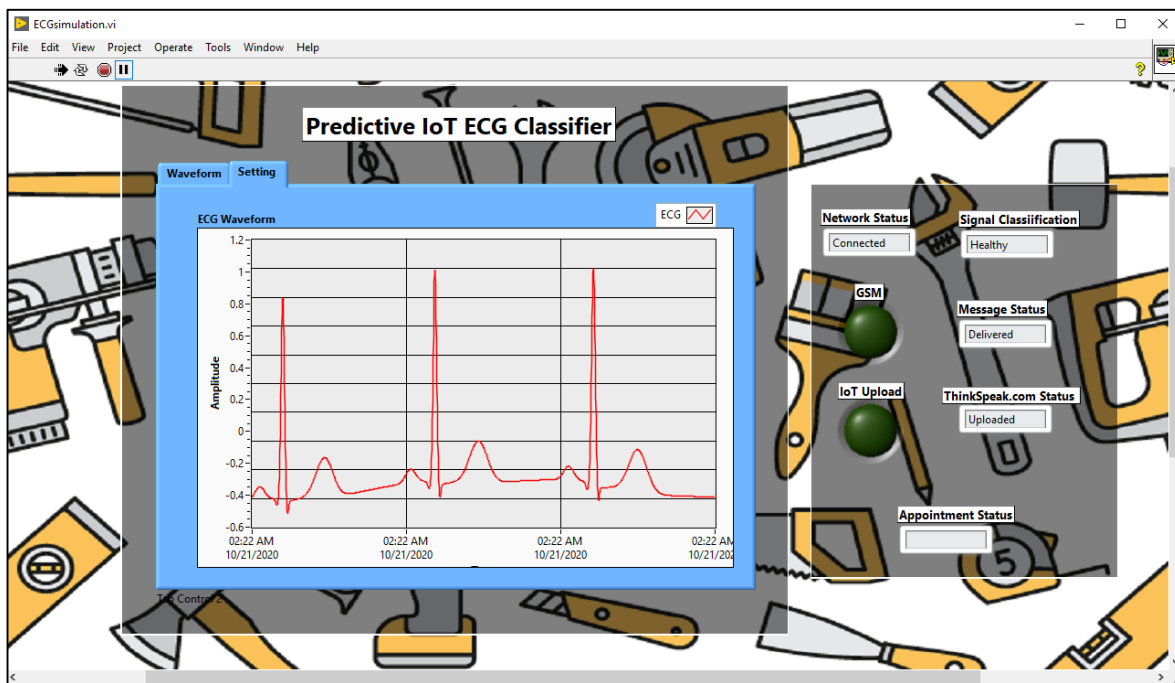 ECGsimulation.vi
File Edit View Project Operate Tools Window Help
?
Predictive IoT ECG Classifier
Waveform Setting
ECG Waveform
ECG
1.2
1
0.8
0.6
0.4
0.2
0
-0.2
-0.4
-0.6
Amplitude
02:22 AM 02:22 AM 02:22 AM 02:22 AM
10/21/2020 10/21/2020 10/21/2020 10/21/202
Network Status Signal Classiification
Connected Healthy
GSM
Message Status
Delivered
IoT Upload
ThinkSpeak.com Status
Uploaded
Appointment Status
5